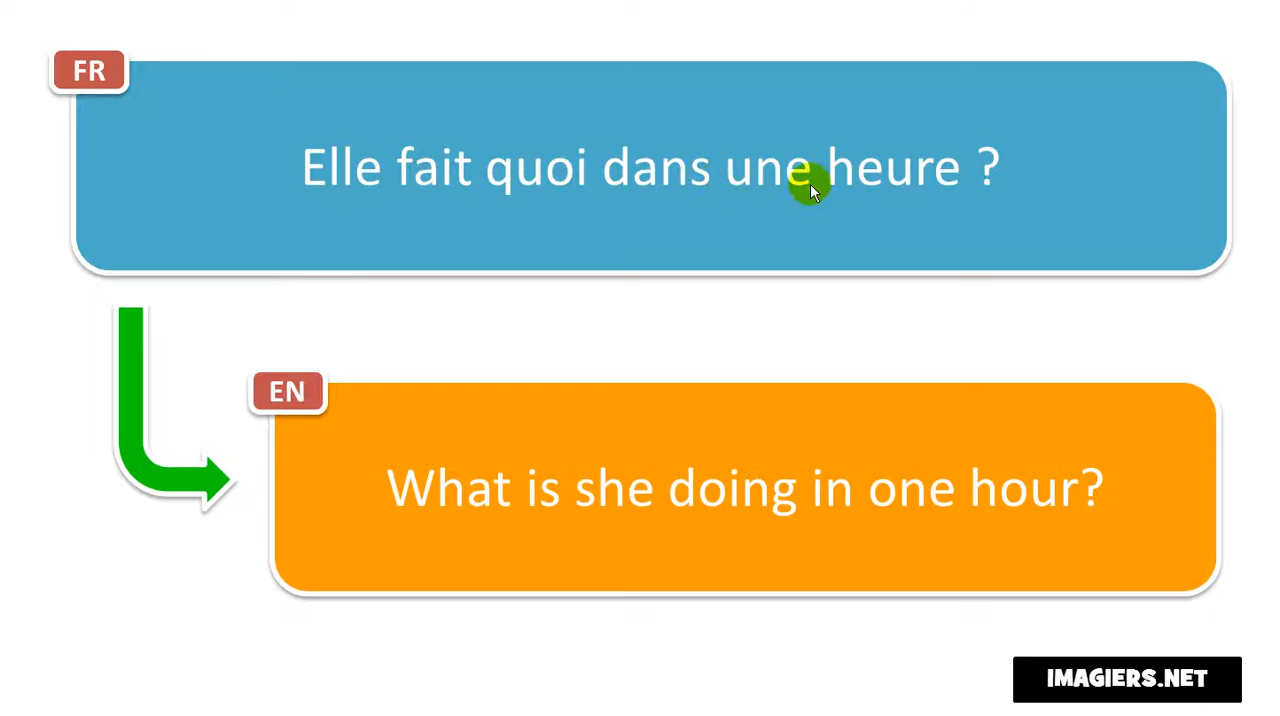 FR
Elle fait quoi dans une heure ?
EN
What is she doing in one hour?
IMAGIERS.NET